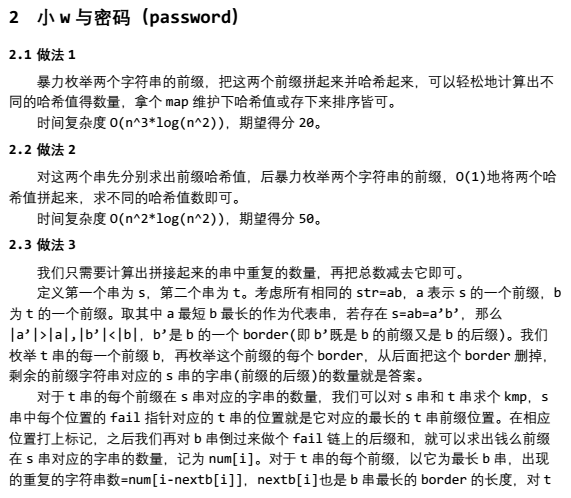 2 小 w 与密码（password）
2.1 做法 1
暴力枚举两个字符串的前缀，把这两个前缀拼起来并哈希起来，可以轻松地计算出不
同的哈希值得数量，拿个 map 维护下哈希值或存下来排序皆可。
时间复杂度 O(n^3*log(n^2))，期望得分 20。
2.2 做法 2
对这两个串先分别求出前缀哈希值，后暴力枚举两个字符串的前缀，O(1)地将两个哈
希值拼起来，求不同的哈希值数即可。
时间复杂度 O(n^2*log(n^2))，期望得分 50。
2.3 做法 3
我们只需要计算出拼接起来的串中重复的数量，再把总数减去它即可。
定义第一个串为 s，第二个串为 t。考虑所有相同的 str=ab，a 表示 s 的一个前缀，b
为 t 的一个前缀。取其中 a 最短 b 最长的作为代表串，若存在 s=ab=a’b’，那么
|a’|>|a|,|b’|<|b|，b’是 b 的一个 border(即 b’既是 b 的前缀又是 b 的后缀)。我们
枚举 t 串的每一个前缀 b，再枚举这个前缀的每个 border，从后面把这个 border 删掉，
剩余的前缀字符串对应的 s 串的字串(前缀的后缀)的数量就是答案。
对于 t 串的每个前缀在 s 串对应的字串的数量，我们可以对 s 串和 t 串求个 kmp，s
串中每个位置的 fail 指针对应的 t 串的位置就是它对应的最长的 t 串前缀位置。在相应
位置打上标记，之后我们再对 b 串倒过来做个 fail 链上的后缀和，就可以求出钱么前缀
在 s 串对应的字串的数量，记为 num[i]。对于 t 串的每个前缀，以它为最长 b 串，出现
的重复的字符串数=num[i-nextb[i]]，nextb[i]也是 b 串最长的 border 的长度，对 t